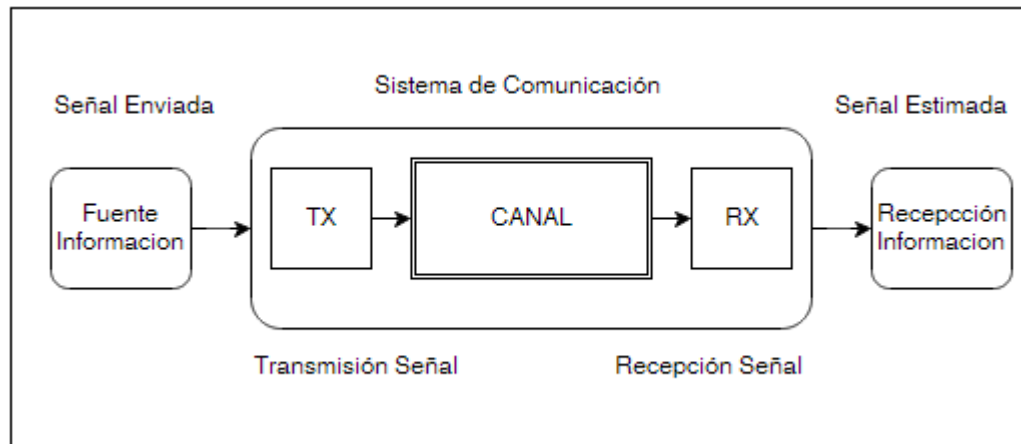 Sistema de Comunicación
Señal Enviada
Señal Estimada
Fuente
Informacion
TX
CANAL
RX
Recepcción
Informacion
Transmisión Señal
Recepción Señal